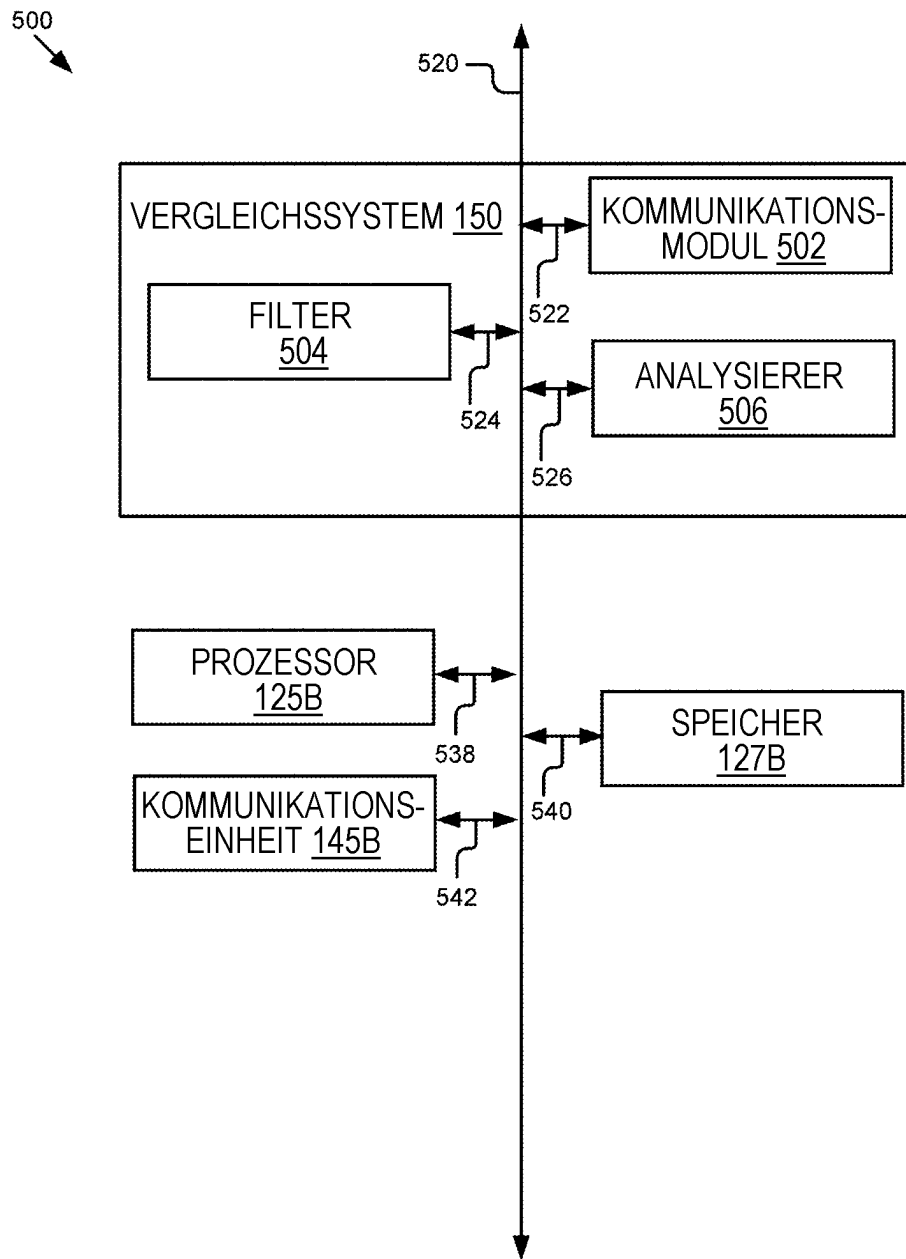 500
520
VERGLEICHSSYSTEM 150
KOMMUNIKATIONS-
MODUL 502
522
FILTER
504
524
ANALYSIERER
506
526
PROZESSOR
125B
538
SPEICHER
127B
540
KOMMUNIKATIONS-
EINHEIT 145B
542